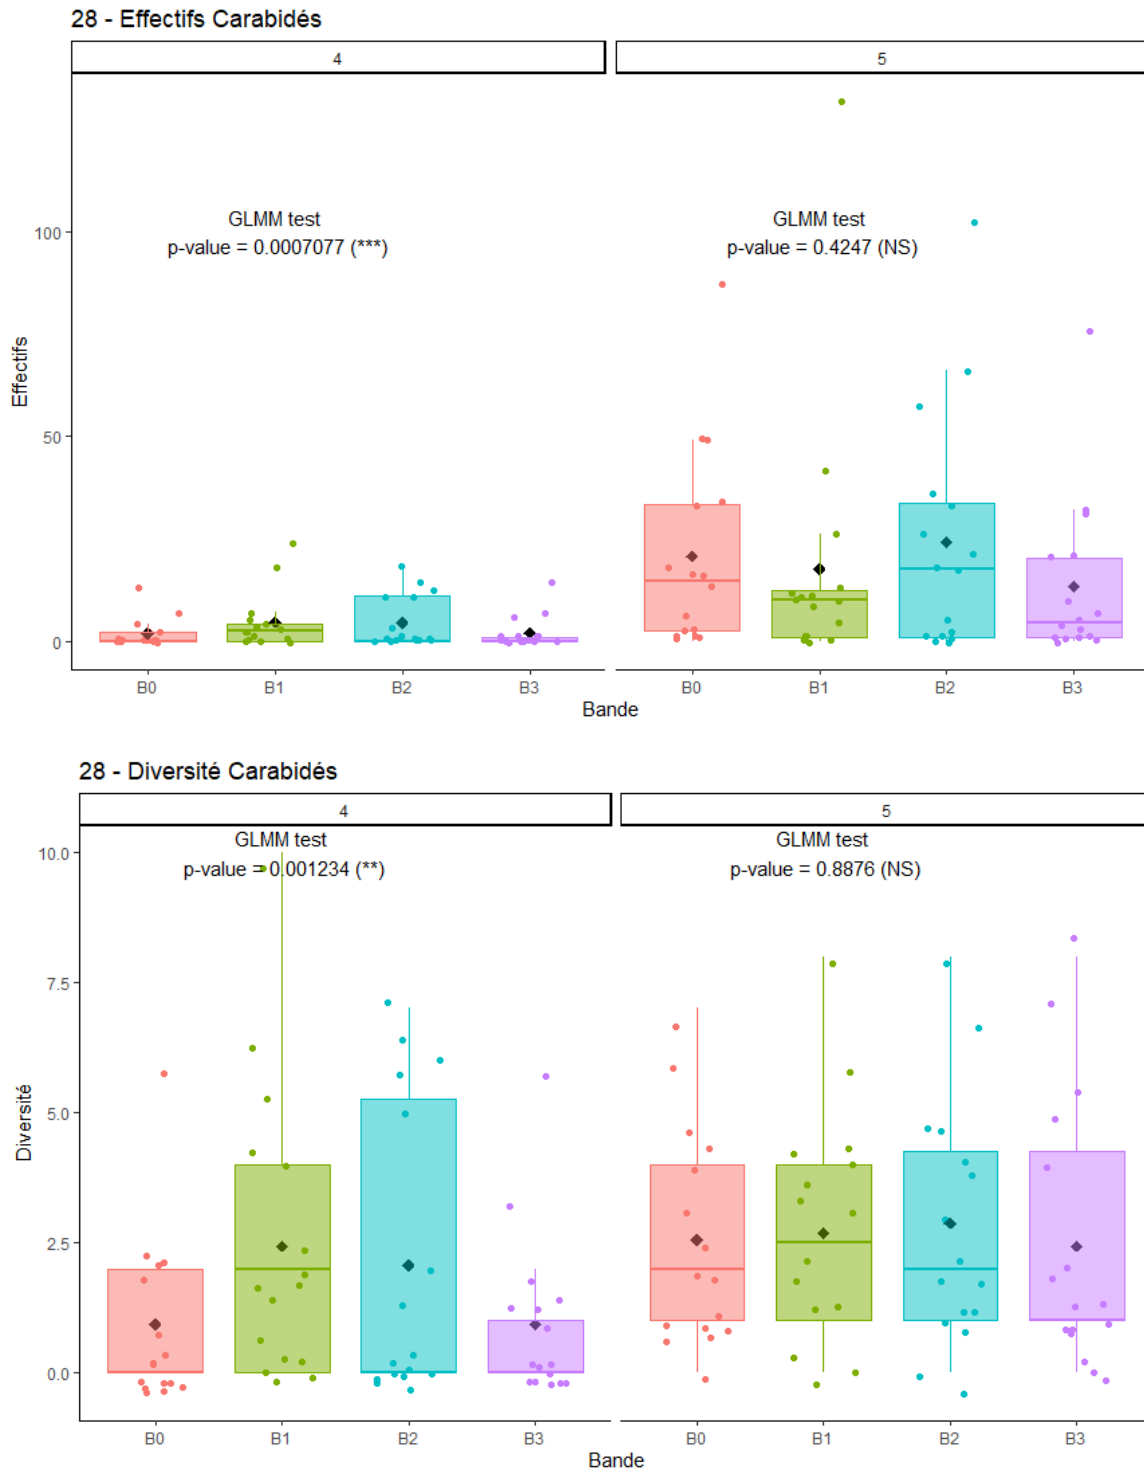 28 - Effectifs Carabidés
4 5
GLMM test GLMM test
p-value = 0.0007077 (***) p-value = 0.4247 (NS)
100
50
0
Effectifs
B0 B1 B2 B3 B0 B1 B2 B3
Bande
28 - Diversité Carabidés
4 5
GLMM test GLMM test
p-value = 0.001234 (**) p-value = 0.8876 (NS)
10.0
7.5
5.0
2.5
0.0
Diversité
B0 B1 B2 B3 B0 B1 B2 B3
Bande